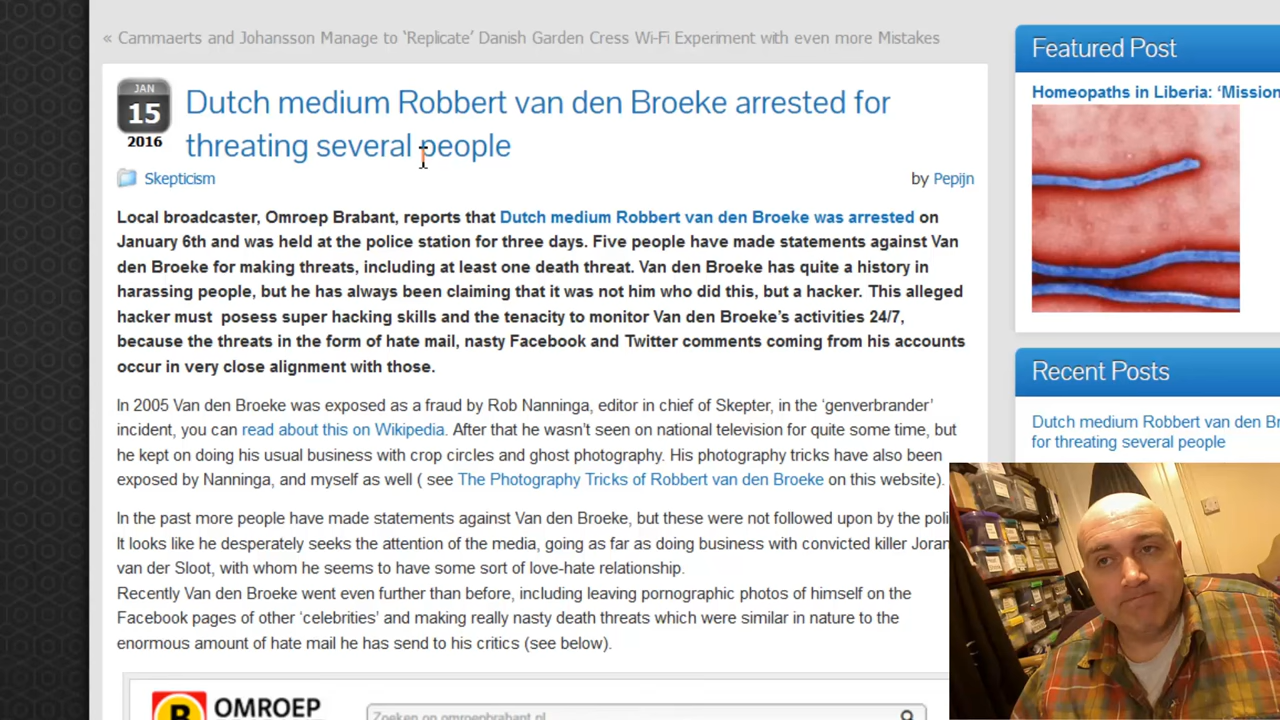 « Cammaerts and Johansson Manage to ‘Replicate’ Danish Garden Cress Wi-Fi Experiment with even more Mistakes
JAN
15
2016
Dutch medium Robbert van den Broeke arrested for
threating several people
Skepticism
by Pepijn
Local broadcaster, Omroep Brabant, reports that Dutch medium Robbert van den Broeke was arrested on
January 6th and was held at the police station for three days. Five people have made statements against Van
den Broeke for making threats, including at least one death threat. Van den Broeke has quite a history in
harassing people, but he has always been claiming that it was not him who did this, but a hacker. This alleged
hacker must posess super hacking skills and the tenacity to monitor Van den Broeke’s activities 24/7,
because the threats in the form of hate mail, nasty Facebook and Twitter comments coming from his accounts
occur in very close alignment with those.
In 2005 Van den Broeke was exposed as a fraud by Rob Nanninga, editor in chief of Skepter, in the ‘genverbrander’
incident, you can read about this on Wikipedia. After that he wasn’t seen on national television for quite some time, but
he kept on doing his usual business with crop circles and ghost photography. His photography tricks have also been
exposed by Nanninga, and myself as well ( see The Photography Tricks of Robbert van den Broeke on this website).
In the past more people have made statements against Van den Broeke, but these were not followed upon by the poli
It looks like he desperately seeks the attention of the media, going as far as doing business with convicted killer Joran
van der Sloot, with whom he seems to have some sort of love-hate relationship.
Recently Van den Broeke went even further than before, including leaving pornographic photos of himself on the
Facebook pages of other ‘celebrities’ and making really nasty death threats which were similar in nature to the
enormous amount of hate mail he has send to his critics (see below).
B
OMROEP
Zoeken op omroepbrabant.nl
Featured Post
Homeopaths in Liberia: ‘Mission
Recent Posts
Dutch medium Robbert van den Br
for threating several people